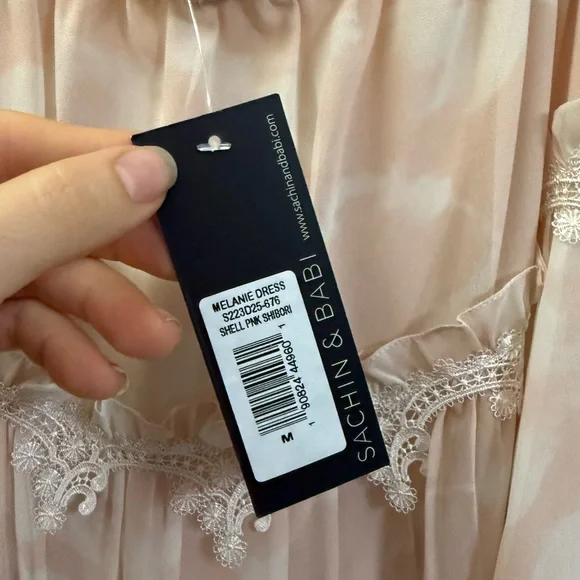 MELANIE DRESS
S223D25-676
SHELL PNK SHIBORI
1 90824 44960 1
M
SACHIN & BABI
www.sachinandbabi.com